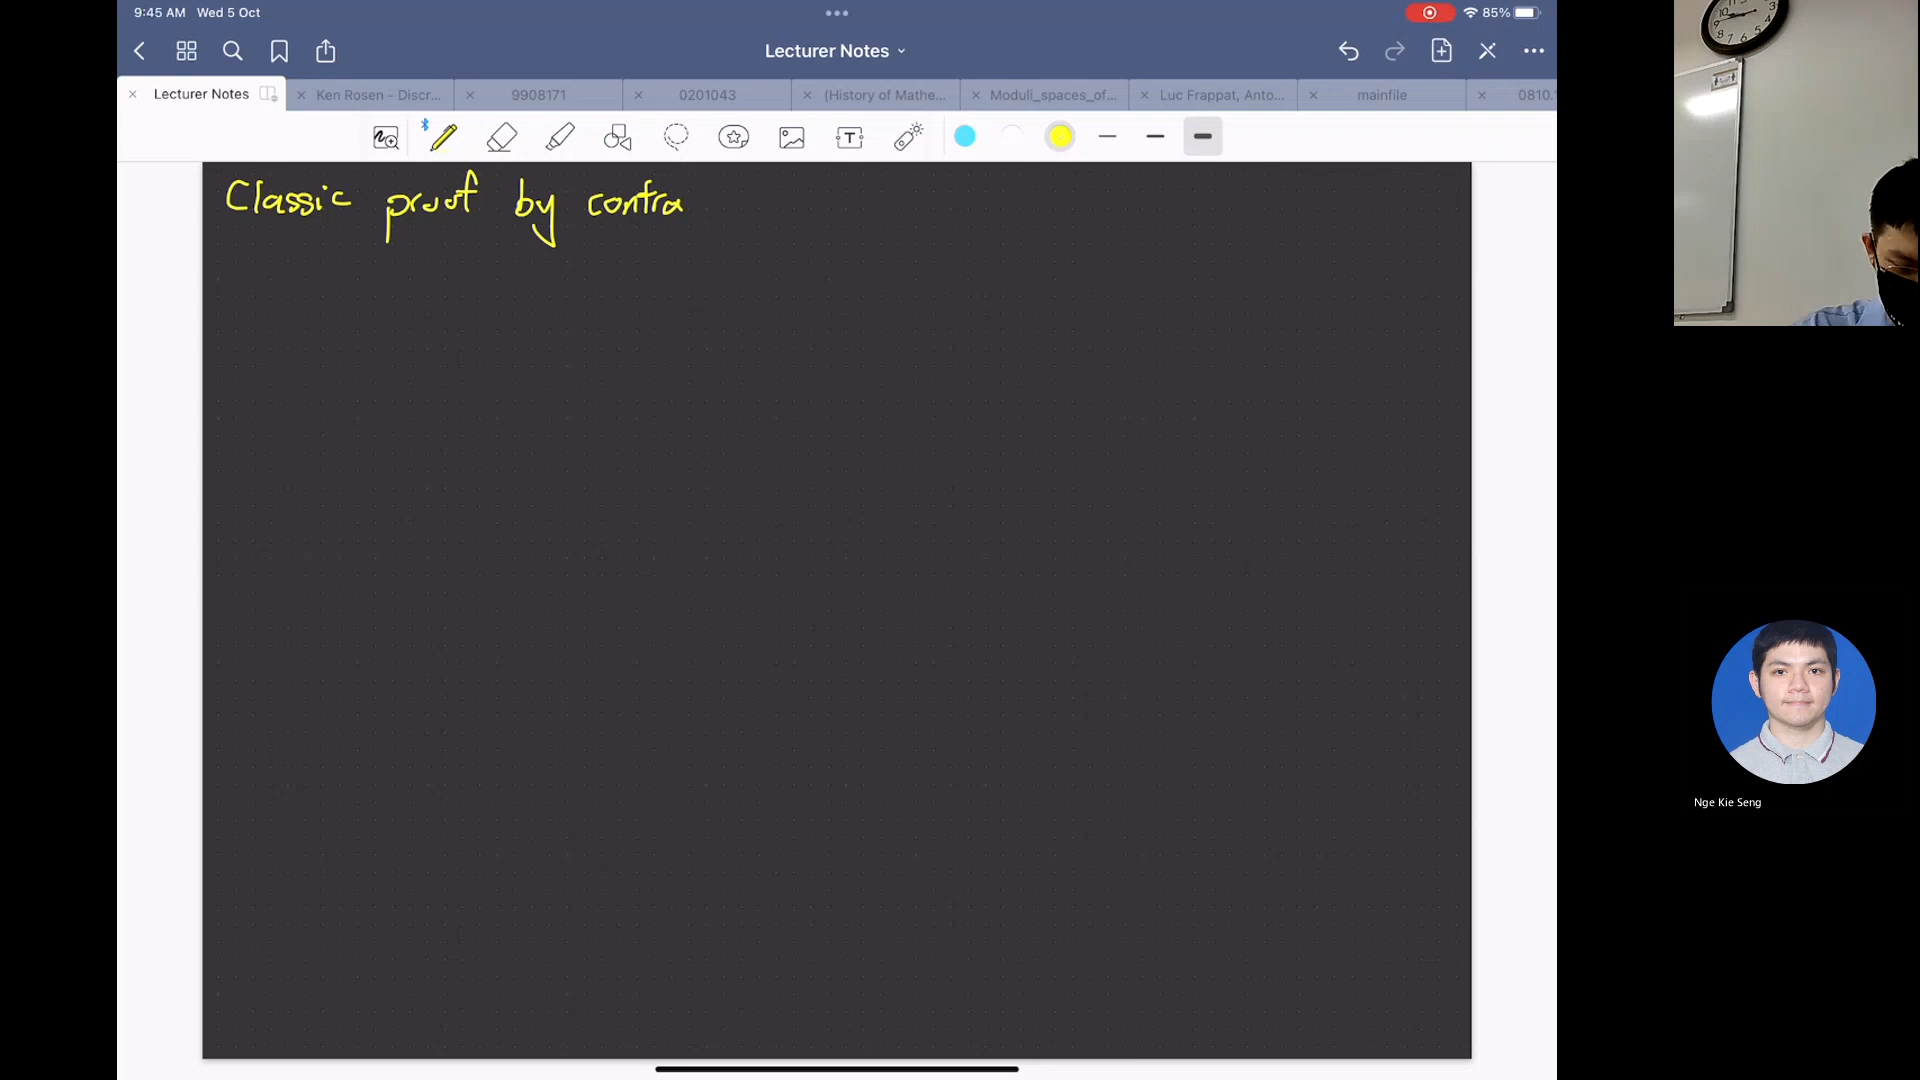 9:45 AM Wed 5 Oct
85%
Lecturer Notes
Lecturer Notes
Ken Rosen - Discr...
9908171
0201043
(History of Mathe...
Moduli_spaces_of...
Luc Frappat, Anto...
mainfile
0810.
T
Classic proof by contra
Nge Kie Seng